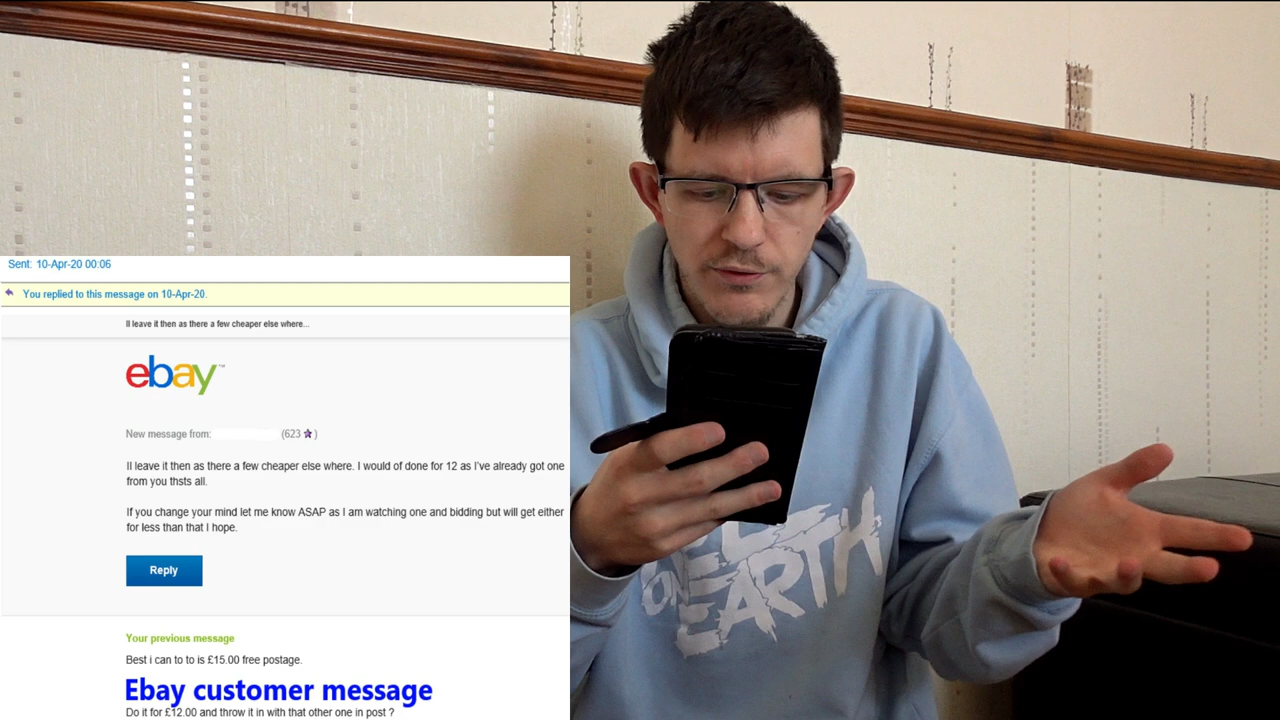 Sent: 10-Apr-20 00:06
You replied to this message on 10-Apr-20.
Il leave it then as there a few cheaper else where...
ebay™
New message from: (623 )
Il leave it then as there a few cheaper else where. I would of done for 12 as I've already got one
from you thsts all.
If you change your mind let me know ASAP as I am watching one and bidding but will get either
for less than that I hope.
Reply
Your previous message
Best i can to to is £15.00 free postage.
Ebay customer message
Do it for £12.00 and throw it in with that other one in post ?
ON
EARTH